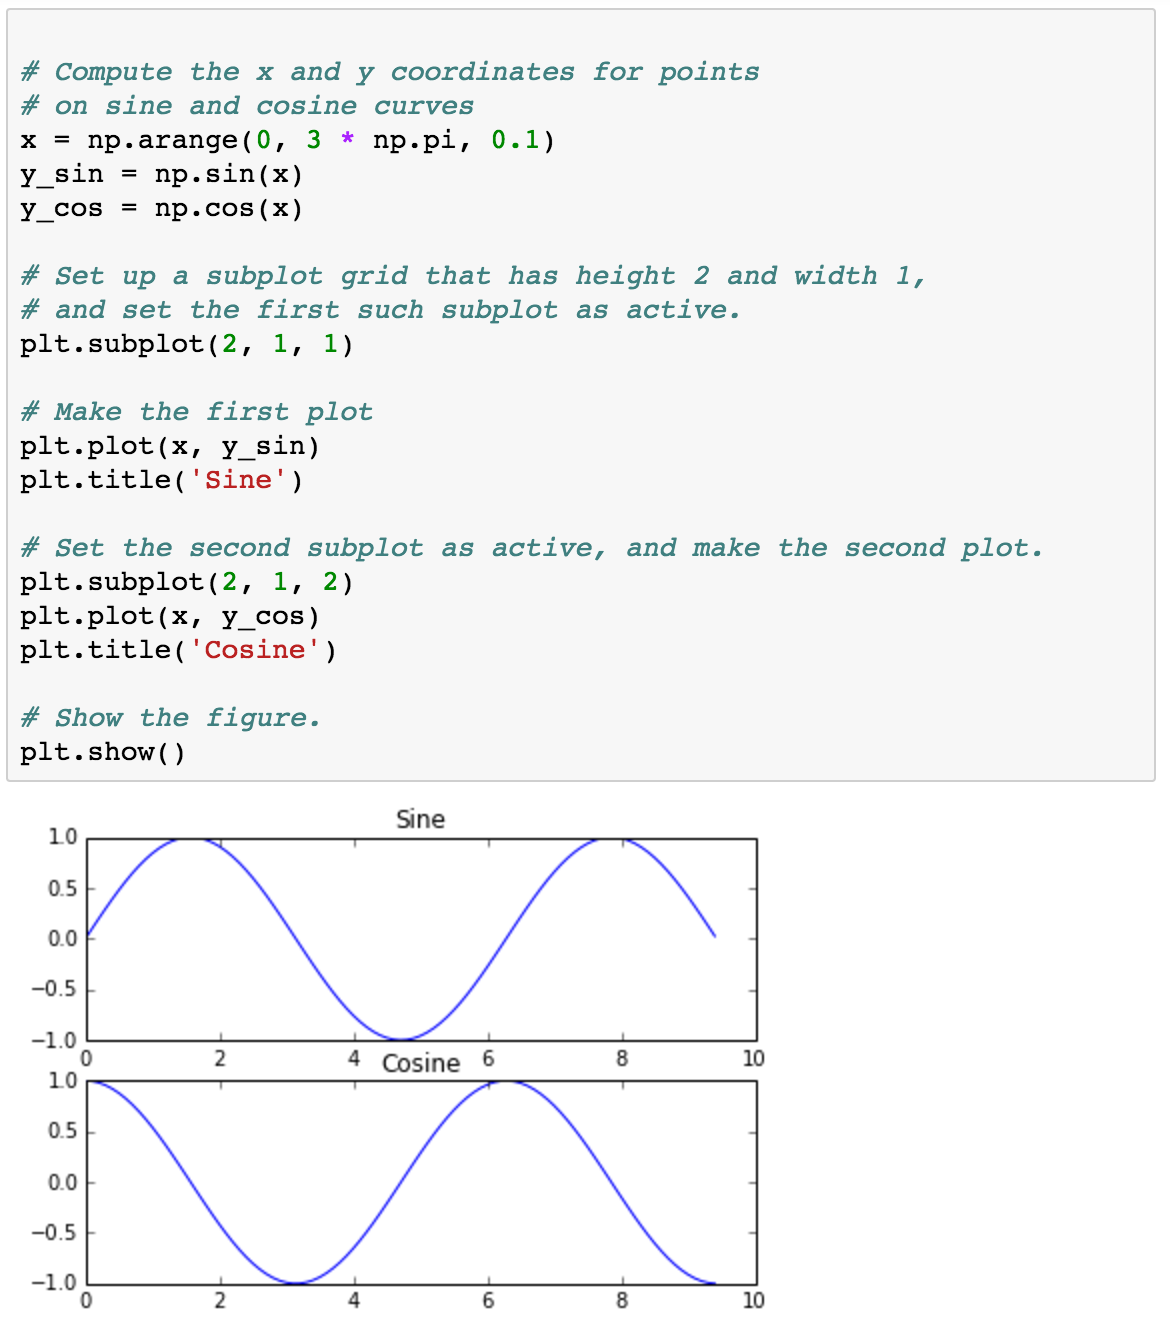 # Compute the x and y coordinates for points
# on sine and cosine curves
x = np.arange(0, 3 * np.pi, 0.1)
y_sin = np.sin(x)
y_cos = np.cos(x)
# Set up a subplot grid that has height 2 and width 1,
# and set the first such subplot as active.
plt.subplot(2, 1, 1)
# Make the first plot
plt.plot(x, y_sin)
plt.title('Sine')
# Set the second subplot as active, and make the second plot.
plt.subplot(2, 1, 2)
plt.plot(x, y_cos)
plt.title('Cosine')
# Show the figure.
plt.show()
Sine
1.0
0.5
0.0
−0.5
−1.0
0 2 4 6 8 10
Cosine
1.0
0.5
0.0
−0.5
−1.0
0 2 4 6 8 10